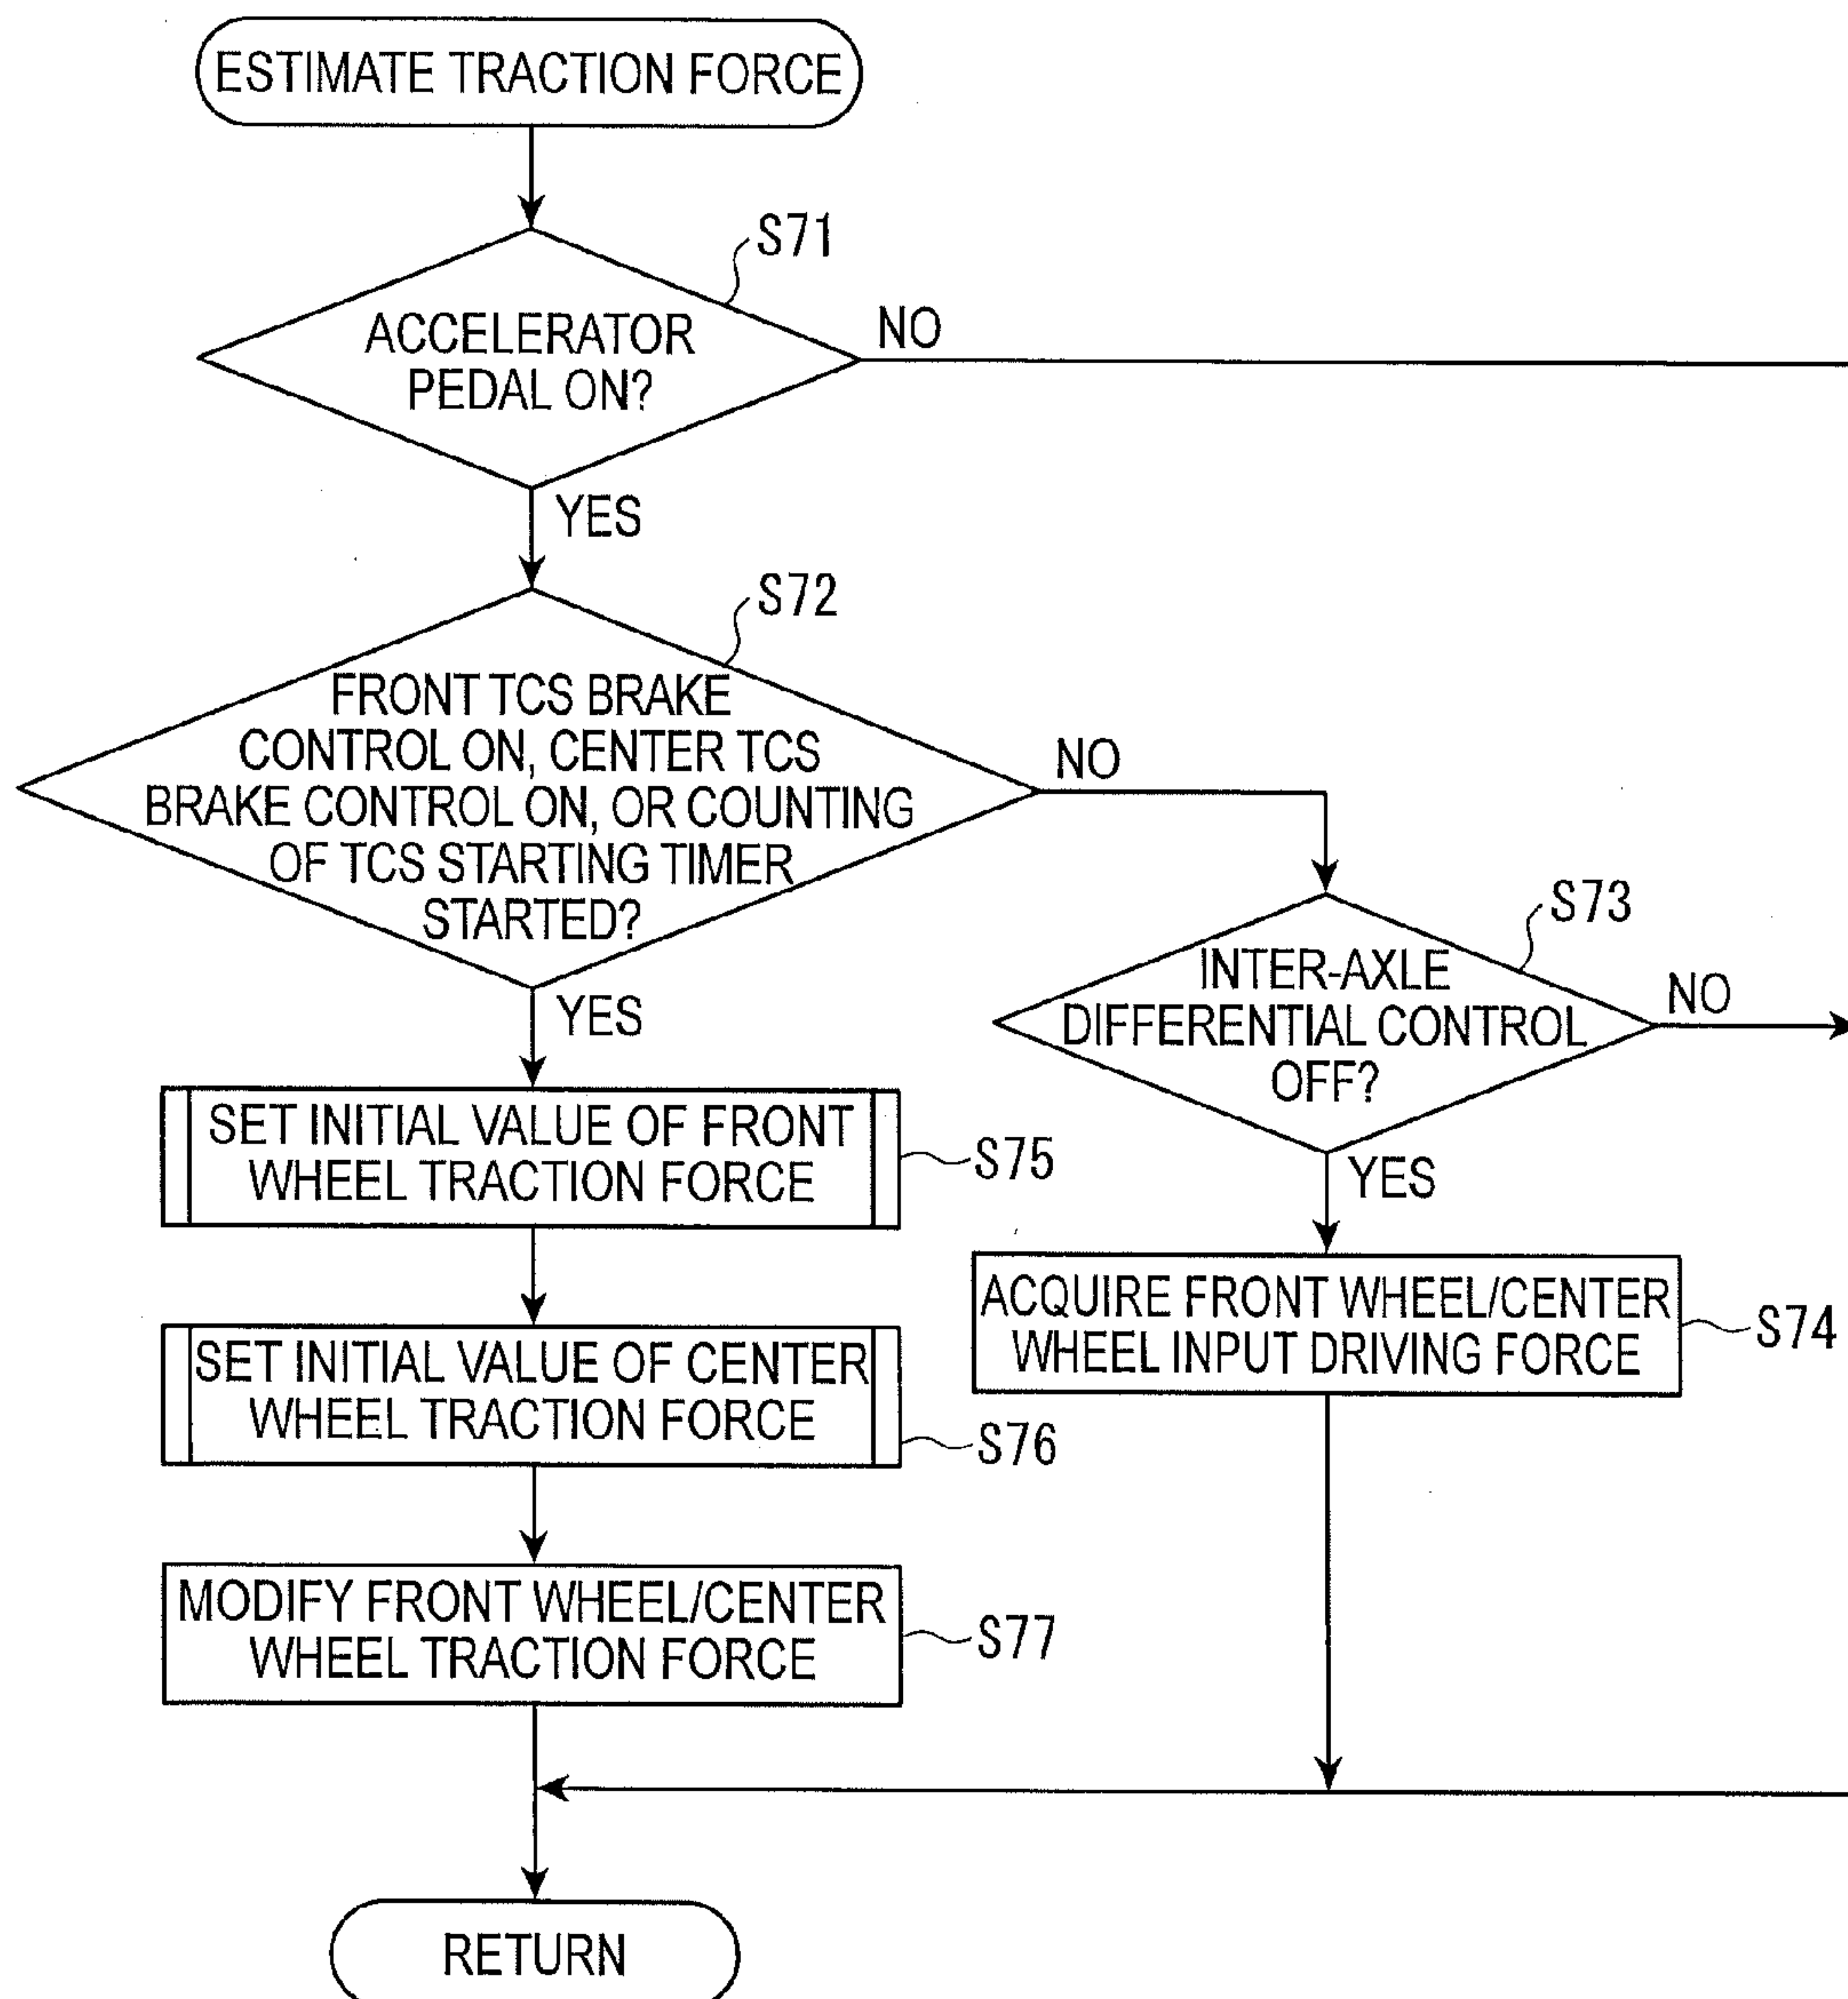 ESTIMATE TRACTION FORCE
S71
ACCELERATOR
PEDAL ON?
NO
YES
S72
FRONT TCS BRAKE
CONTROL ON, CENTER TCS
BRAKE CONTROL ON, OR COUNTING
OF TCS STARTING TIMER
STARTED?
NO
YES
S73
INTER-AXLE
DIFFERENTIAL CONTROL
OFF?
NO
YES
SET INITIAL VALUE OF FRONT
WHEEL TRACTION FORCE
S75
ACQUIRE FRONT WHEEL/CENTER
WHEEL INPUT DRIVING FORCE
S74
SET INITIAL VALUE OF CENTER
WHEEL TRACTION FORCE
S76
MODIFY FRONT WHEEL/CENTER
WHEEL TRACTION FORCE
S77
RETURN